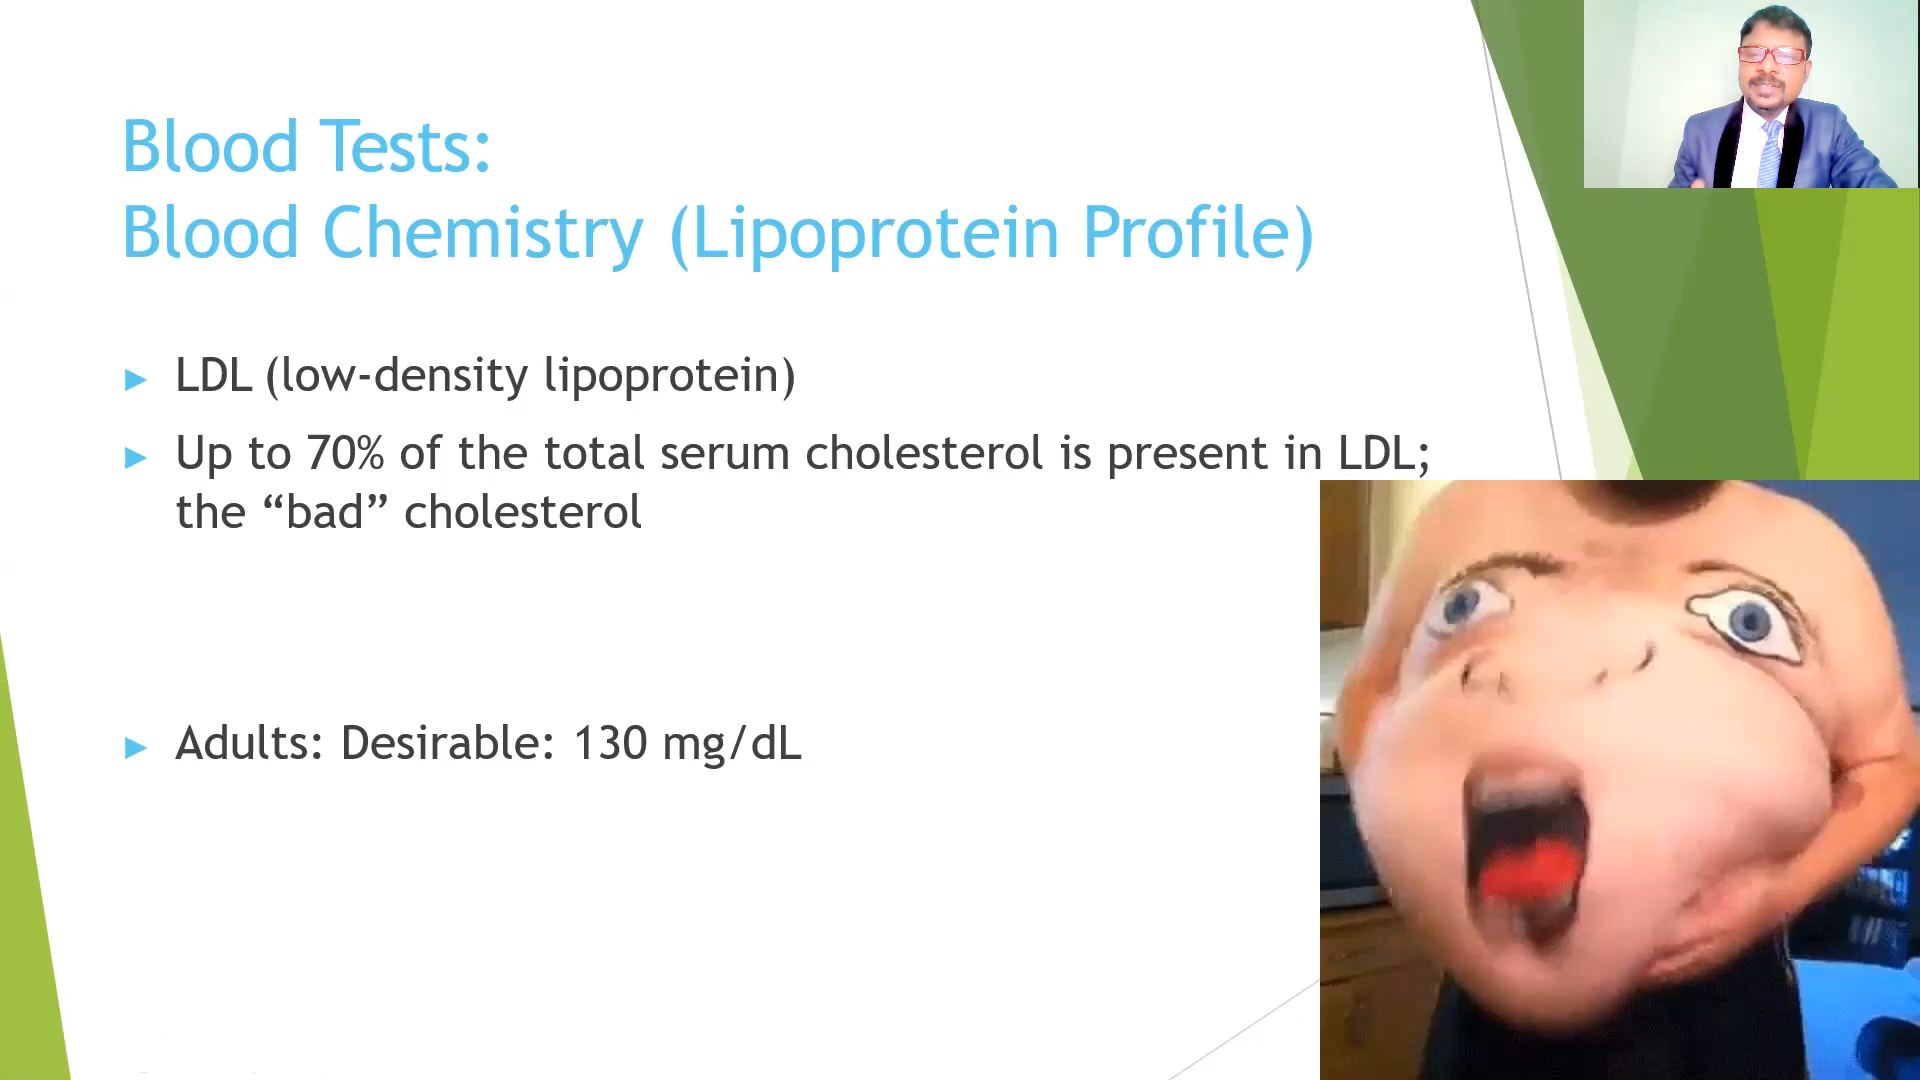 Blood Tests:
Blood Chemistry (Lipoprotein Profile)
LDL (low-density lipoprotein)
Up to 70% of the total serum cholesterol is present in LDL;
the “bad” cholesterol
Adults: Desirable: 130 mg/dL